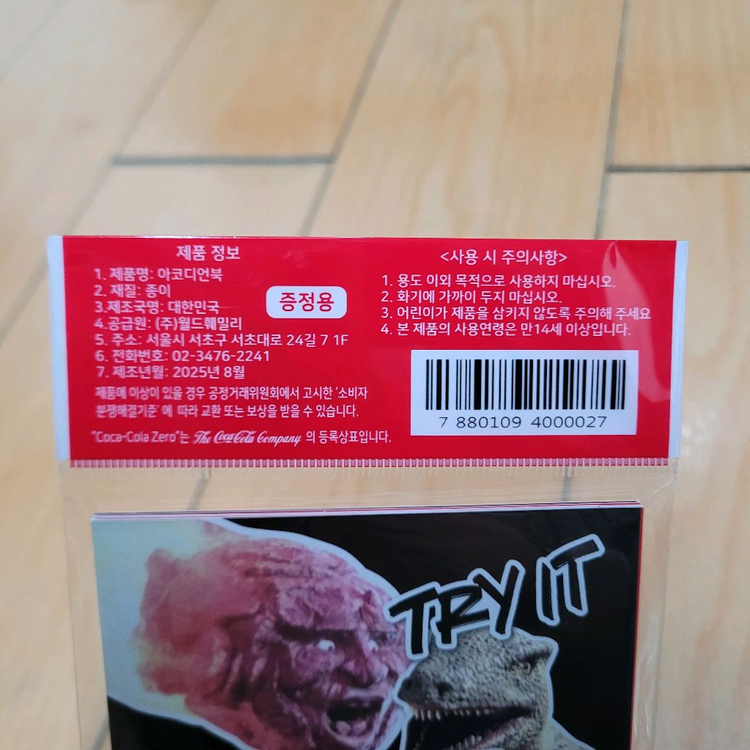 제품 정보
1. 제품명: 아코디언북
2. 재질: 종이
3.제조국명: 대한민국
4.공급원: (주)월드훼밀리
5. 주소: 서울시 서초구 서초대로 24길 7 1F
6. 전화번호: 02-3476-2241
7. 제조년월: 2025년 8월
증정용
제품에 이상이 있을 경우 공정거래위원회에서 고시한 '소비자
분쟁해결기준'에 따라 교환 또는 보상을 받을 수 있습니다.
"Coca-Cola Zero"는 The Coca-Cola Company 의 등록상표입니다.
<사용 시 주의사항>
1. 용도 이외 목적으로 사용하지 마십시오.
2. 화기에 가까이 두지 마십시오.
3. 어린이가 제품을 삼키지 않도록 주의해 주세요
4. 본 제품의 사용연령은 만14세 이상입니다.
7 880109 4000027
TRY IT